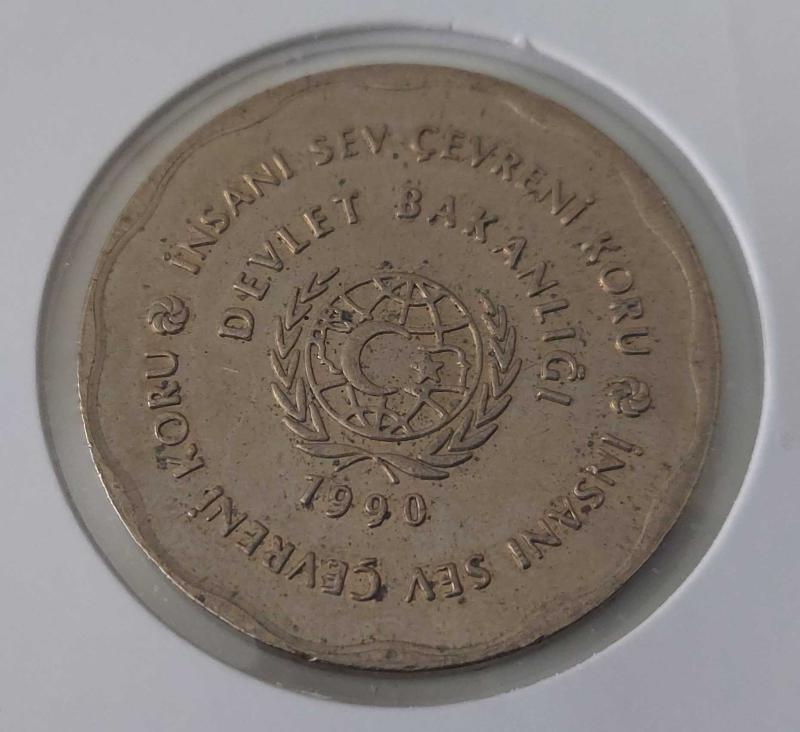 İNSANI SEV ÇEVRENİ KORU
İNSANI SEV ÇEVRENİ KORU
DEVLET BAKANLIĞI
1990